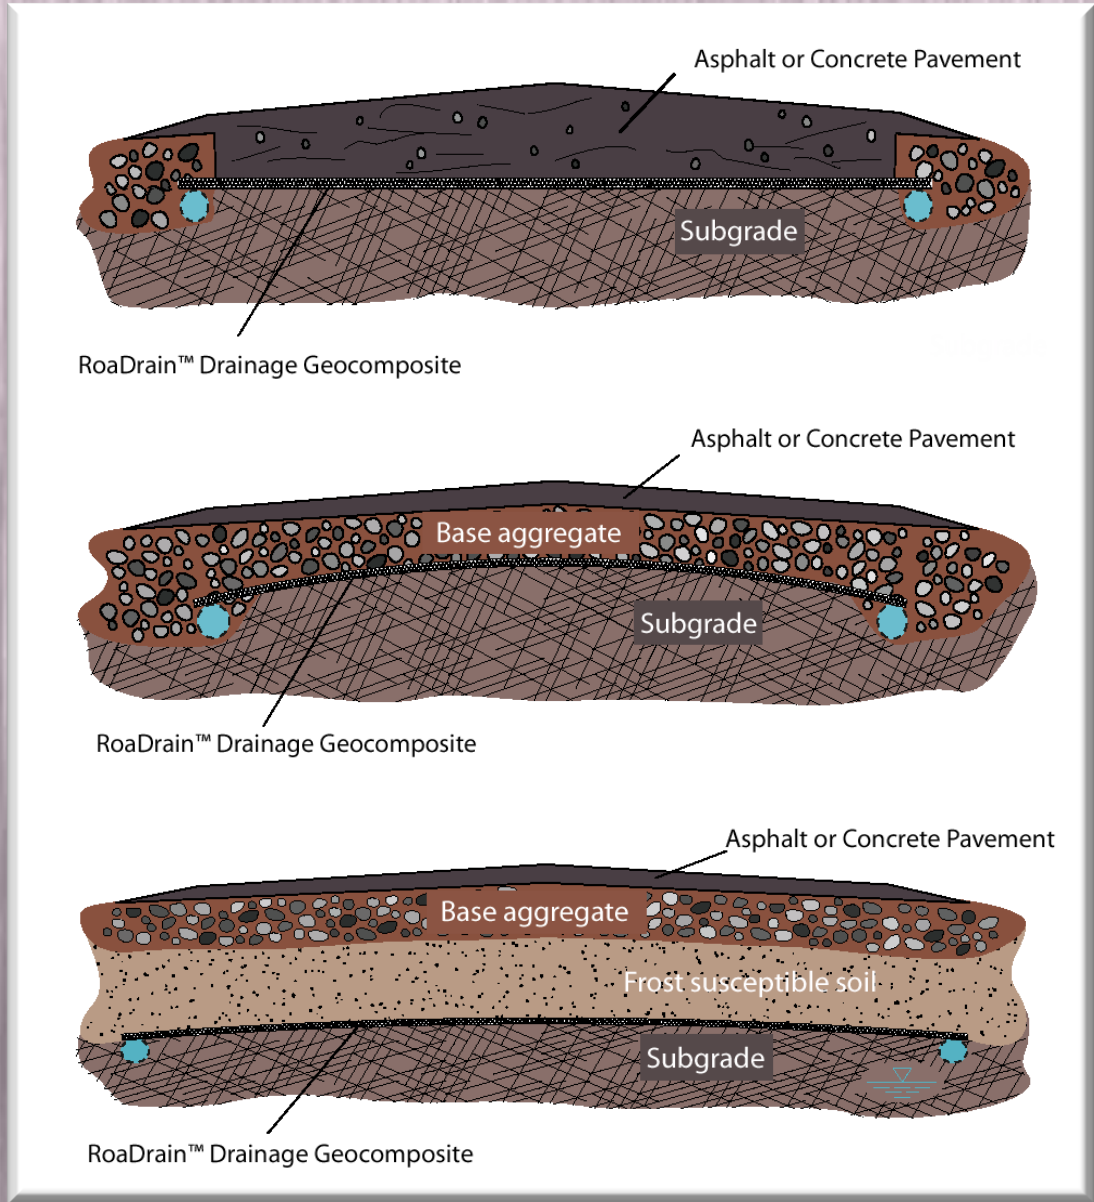 Asphalt or Concrete Pavement
Subgrade
RoaDrain™ Drainage Geocomposite
Asphalt or Concrete Pavement
Base aggregate
Subgrade
RoaDrain™ Drainage Geocomposite
Asphalt or Concrete Pavement
Base aggregate
Frost susceptible soil
Subgrade
RoaDrain™ Drainage Geocomposite